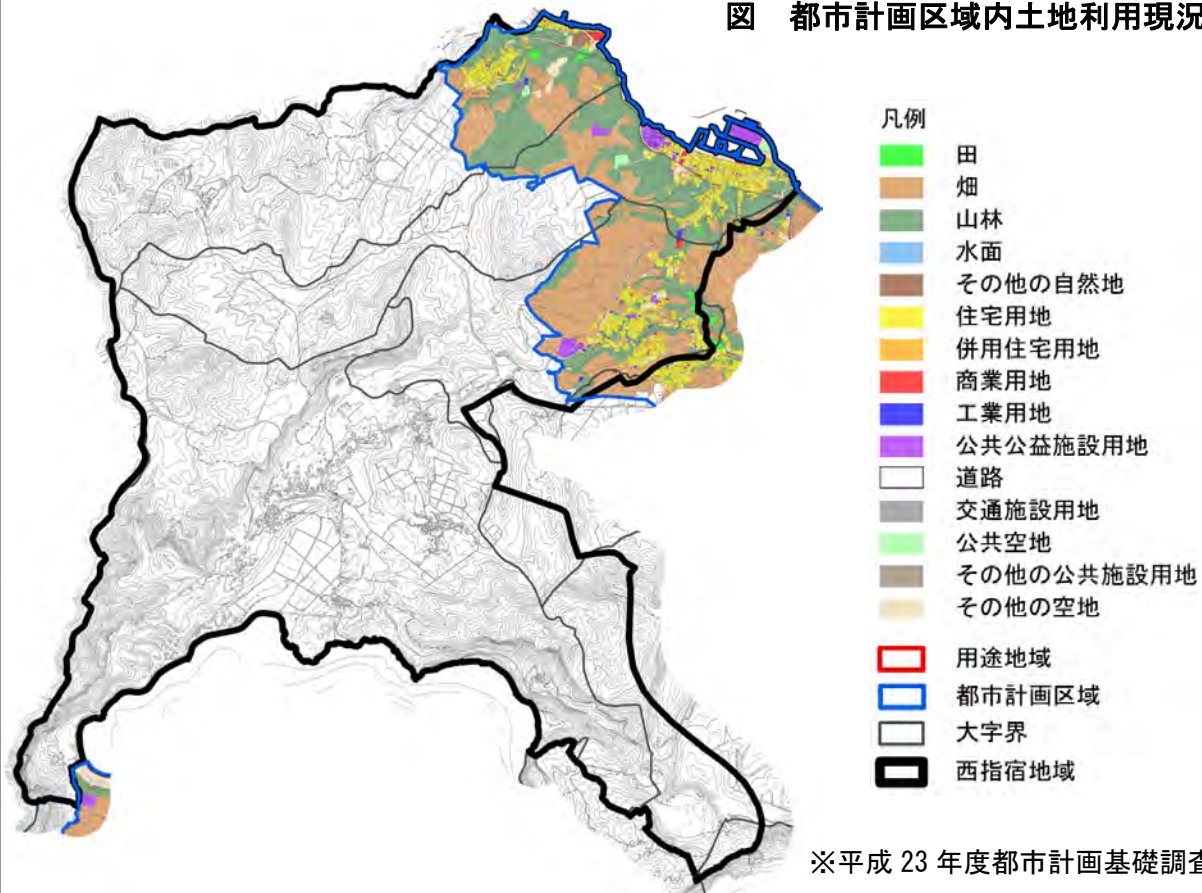 図 都市計画区域内土地利用現況
凡例
田
畑
山林
水面
その他の自然地
住宅用地
併用住宅用地
商業用地
工業用地
公共公益施設用地
道路
交通施設用地
公共空地
その他の公共施設用地
その他の空地
用途地域
都市計画区域
大字界
西指宿地域
※平成 23 年度都市計画基礎調査